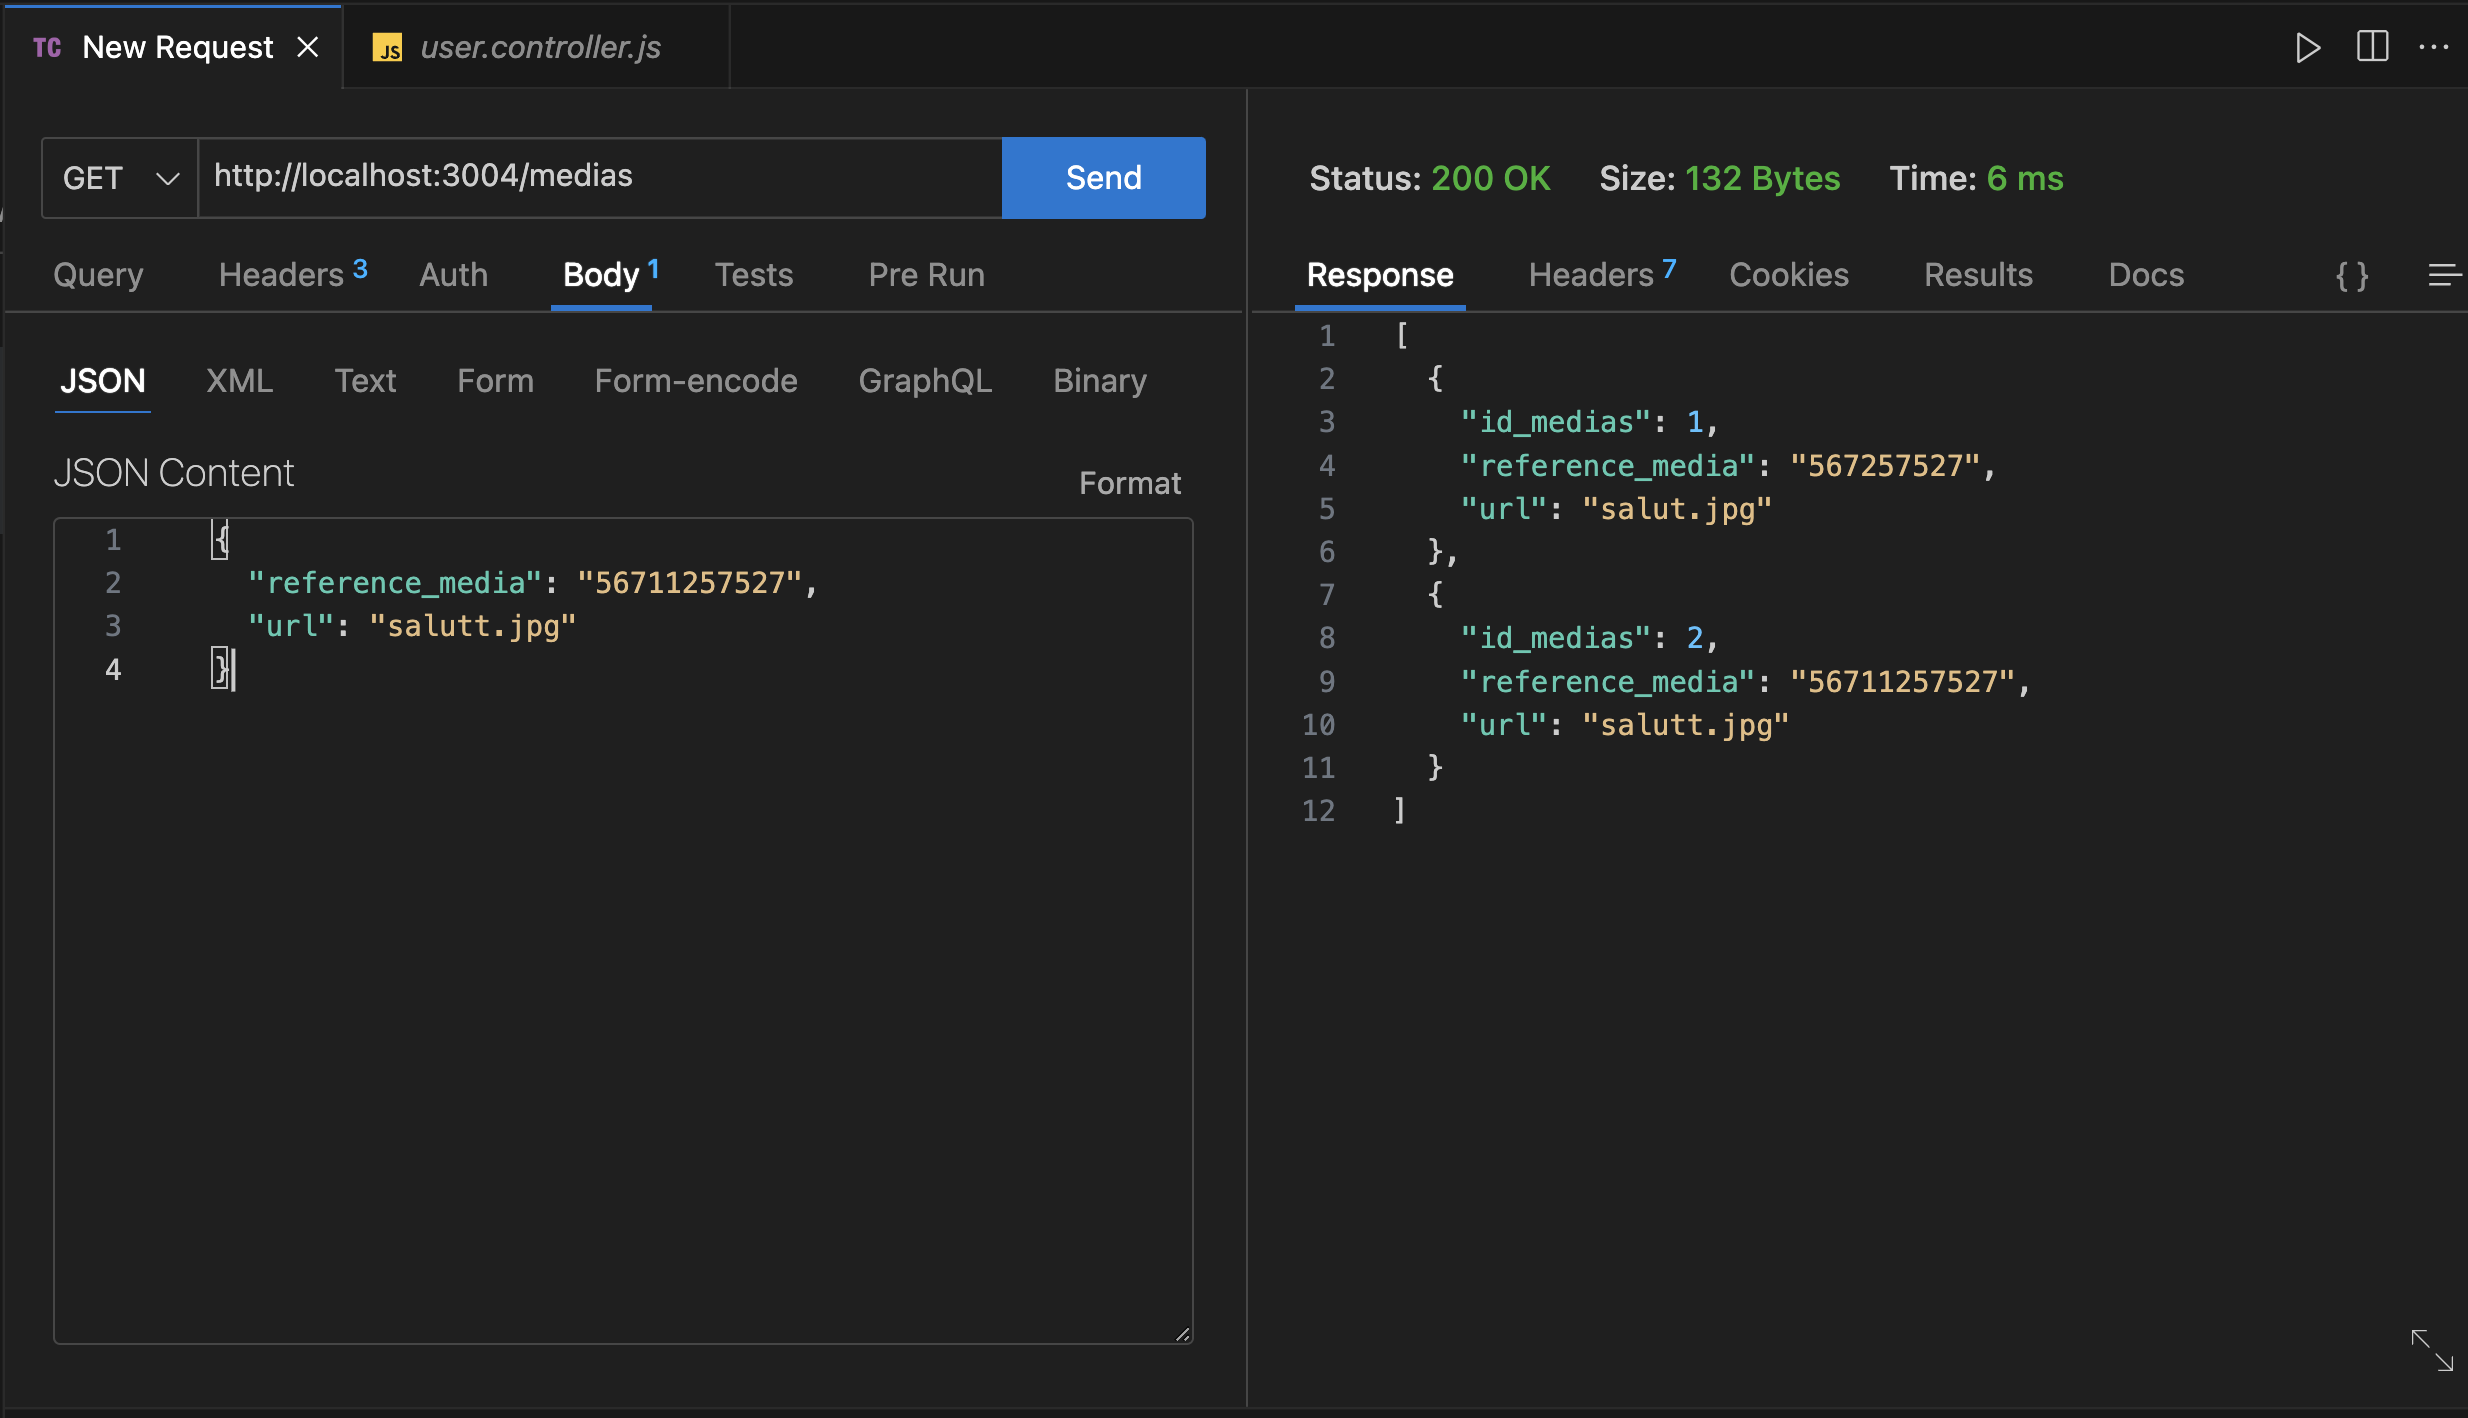 TC New Request
JS user.controller.js
GET http://localhost:3004/medias Send
Query Headers 3 Auth Body 1 Tests Pre Run
JSON XML Text Form Form-encode GraphQL Binary
JSON Content
Format
1 {
2 "reference_media": "56711257527",
3 "url": "salutt.jpg"
4 }
Status: 200 OK Size: 132 Bytes Time: 6 ms
Response Headers 7 Cookies Results Docs { }
1 [
2 {
3 "id_medias": 1,
4 "reference_media": "567257527",
5 "url": "salut.jpg"
6 },
7 {
8 "id_medias": 2,
9 "reference_media": "56711257527",
10 "url": "salutt.jpg"
11 }
12 ]